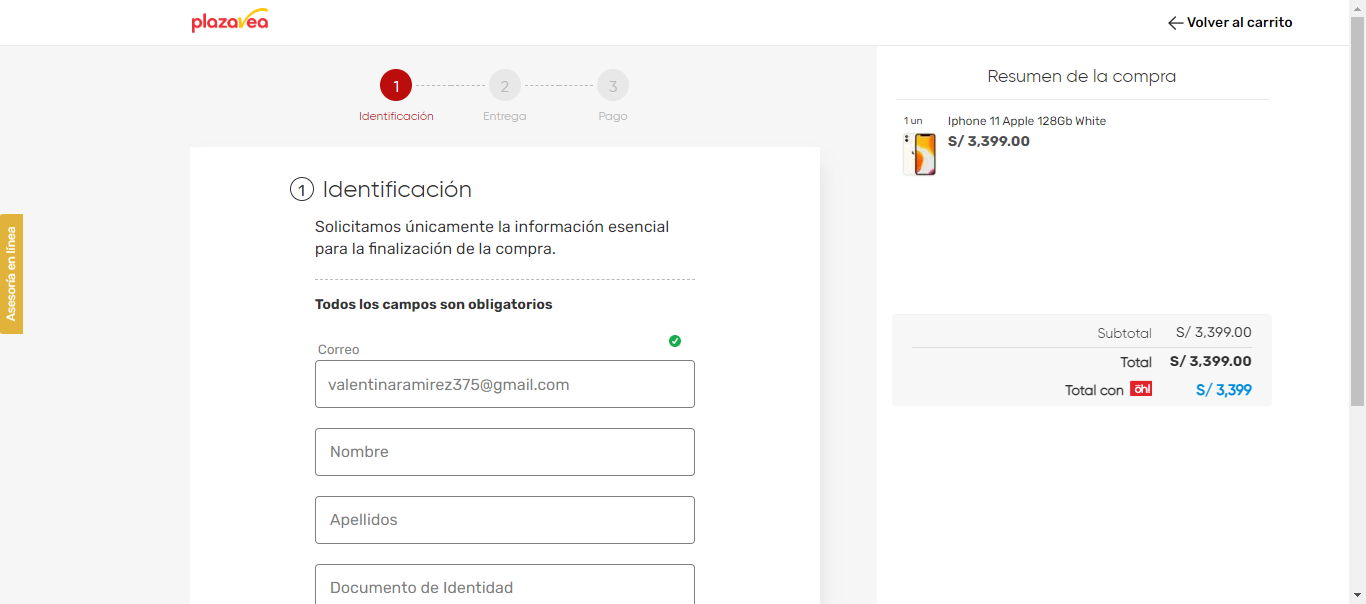 plazavea
Volver al carrito
1
2
3
Identificación
Entrega
Pago
1 Identificación
Solicitamos únicamente la información esencial
para la finalización de la compra.
Todos los campos son obligatorios
Correo
valentinaramirez375@gmail.com
Nombre
Apellidos
Documento de Identidad
Asesoría en línea
Resumen de la compra
1 un
Iphone 11 Apple 128Gb White
S/ 3,399.00
Subtotal S/ 3,399.00
Total S/ 3,399.00
Total con oh! S/ 3,399